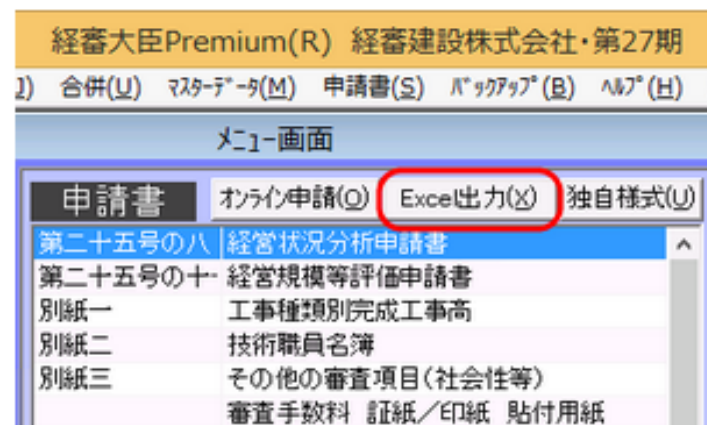 経審大臣Premium(R) 経審建設株式会社・第27期
) 合併(U) ﾏｽﾀｰﾃﾞｰﾀ(M) 申請書(S) ﾊﾞｯｸｱｯﾌﾟ(B) ﾍﾙﾌﾟ(H)
ﾒﾆｭｰ画面
申請書 ｵﾝﾗｲﾝ申請(O) Excel出力(X) 独自様式(U)
第二十五号の八 経営状況分析申請書
第二十五号の十- 経営規模等評価申請書
別紙一 工事種類別完成工事高
別紙二 技術職員名簿
別紙三 その他の審査項目(社会性等)
審査手数料 証紙／印紙 貼付用紙